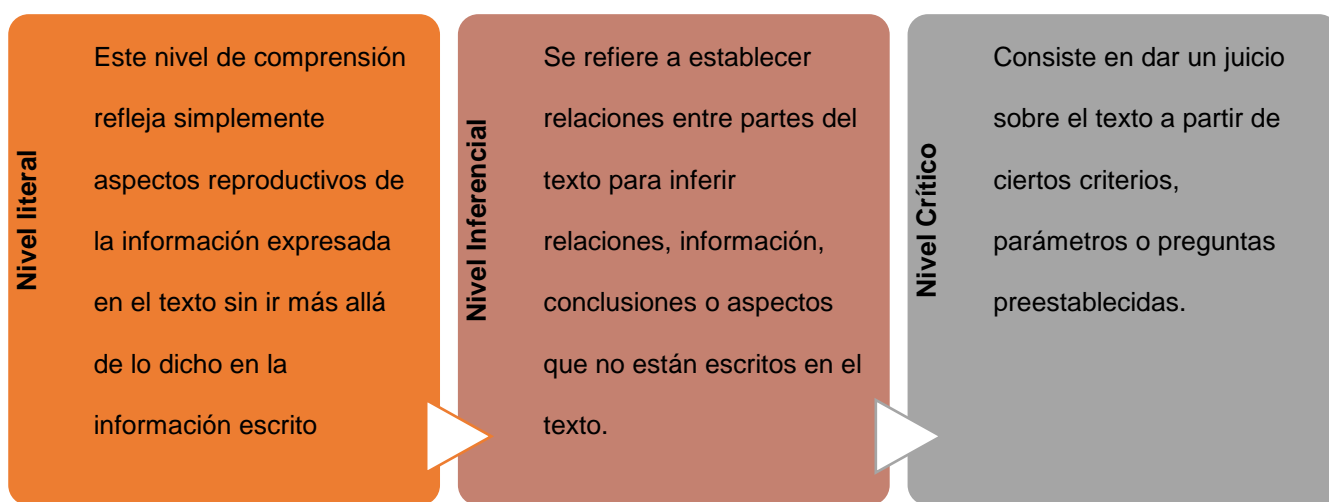 Nivel literal
Este nivel de comprensión
refleja simplemente
aspectos reproductivos de
la información expresada
en el texto sin ir más allá
de lo dicho en la
información escrito
Nivel Inferencial
Se refiere a establecer
relaciones entre partes del
texto para inferir
relaciones, información,
conclusiones o aspectos
que no están escritos en el
texto.
Nivel Crítico
Consiste en dar un juicio
sobre el texto a partir de
ciertos criterios,
parámetros o preguntas
preestablecidas.